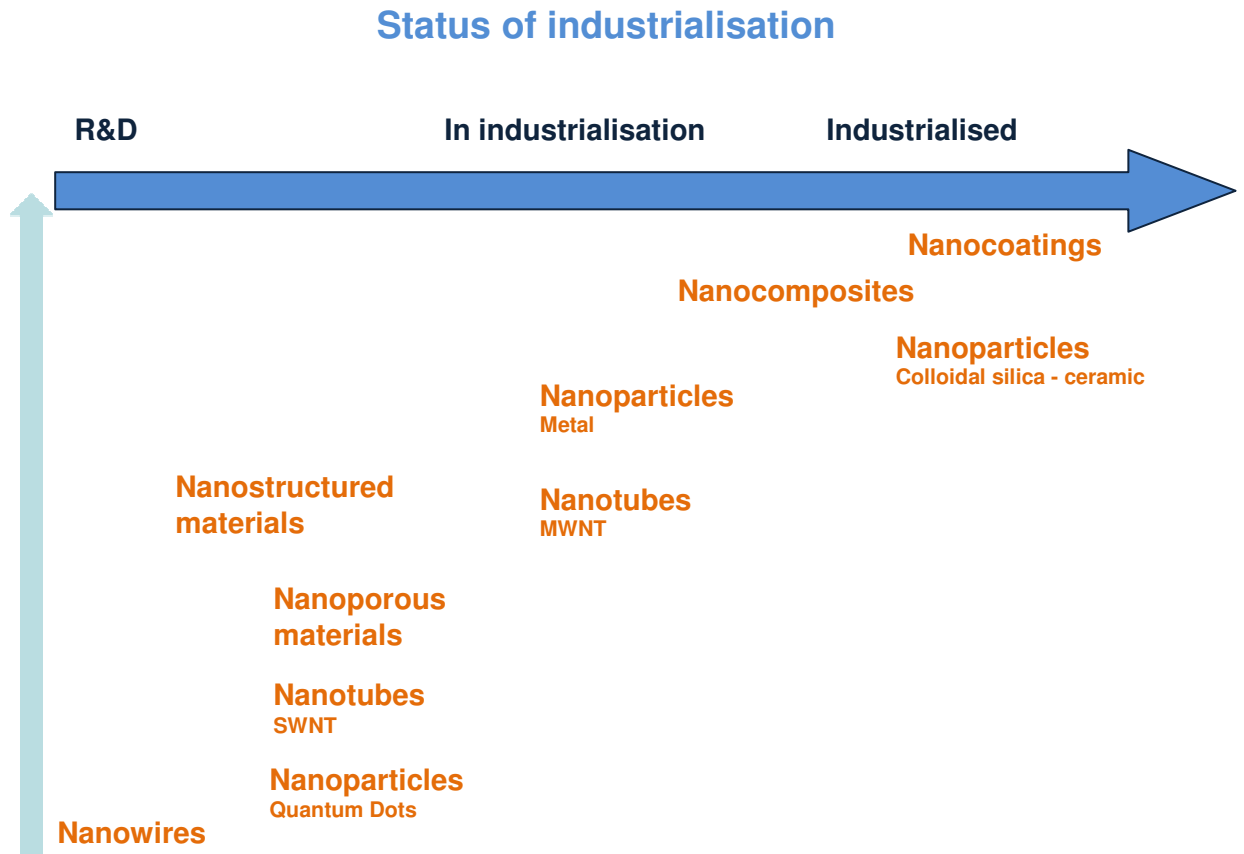 Status of industrialisation
R&D
In industrialisation
Industrialised
Nanocoatings
Nanocomposites
Nanoparticles
Colloidal silica - ceramic
Nanoparticles
Metal
Nanostructured
materials
Nanotubes
MWNT
Nanoporous
materials
Nanotubes
SWNT
Nanoparticles
Quantum Dots
Nanowires